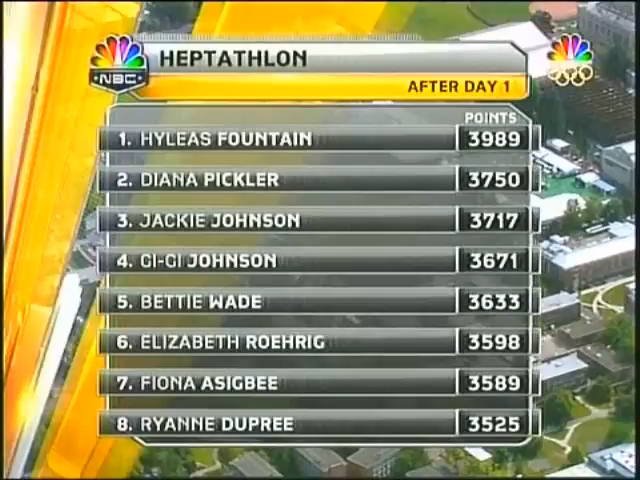 NBC
HEPTATHLON
AFTER DAY 1
POINTS
1. HYLEAS FOUNTAIN 3989
2. DIANA PICKLER 3750
3. JACKIE JOHNSON 3717
4. GI-GI JOHNSON 3671
5. BETTIE WADE 3633
6. ELIZABETH ROEHRIG 3598
7. FIONA ASIGBEE 3589
8. RYANNE DUPREE 3525